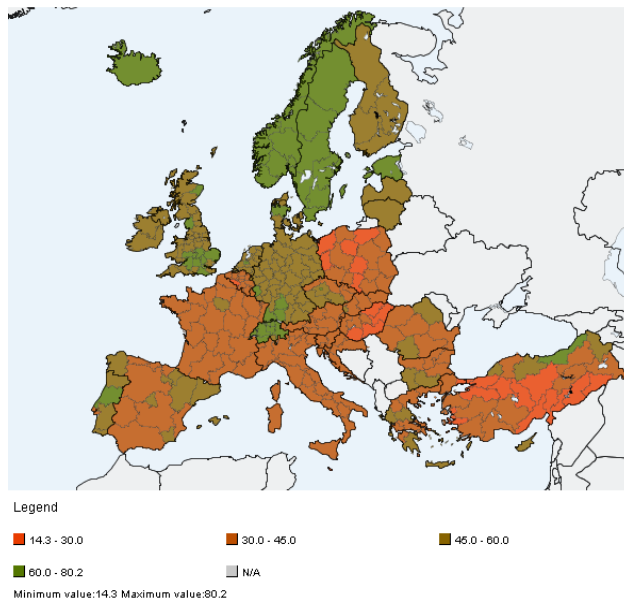 Legend
14.3 - 30.0
30.0 - 45.0
45.0 - 60.0
60.0 - 80.2
N/A
Minimum value:14.3 Maximum value:80.2